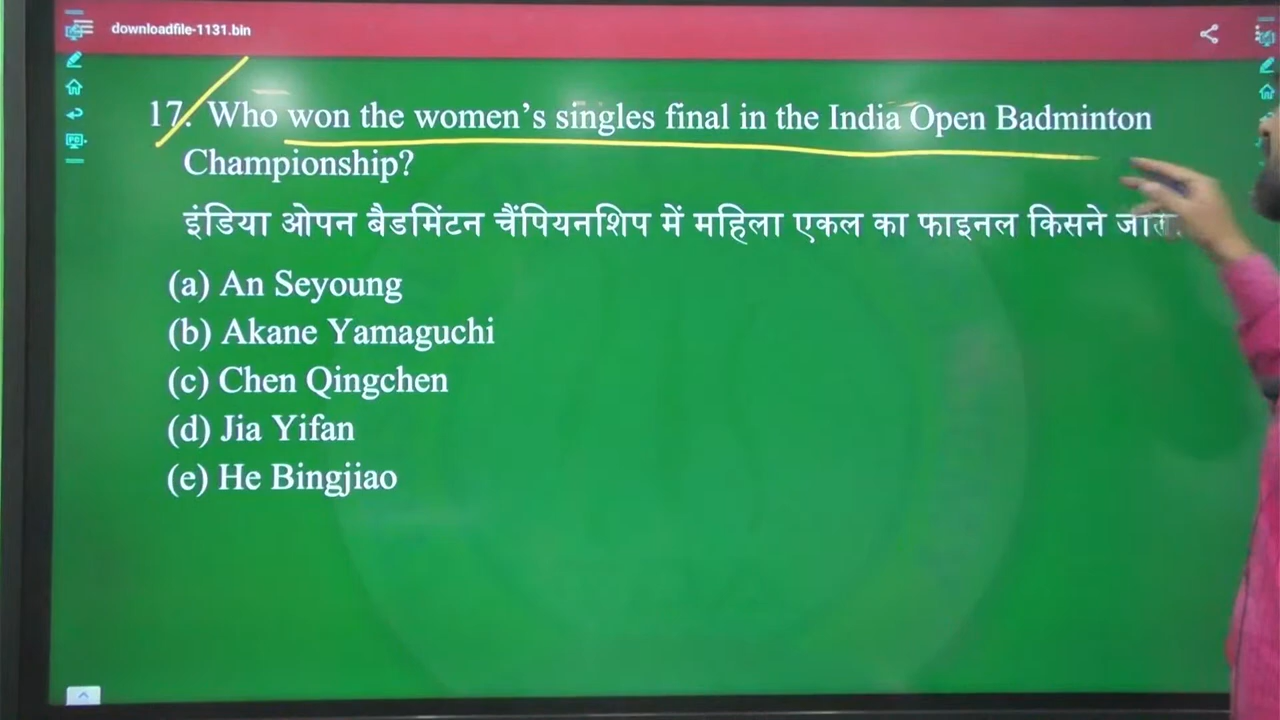 downloadfile-1131.bin
17. Who won the women's singles final in the India Open Badminton
Championship?
इंडिया ओपन बैडमिंटन चैंपियनशिप में महिला एकल का फाइनल किसने
(a) An Seyoung
(b) Akane Yamaguchi
(c) Chen Qingchen
(d) Jia Yifan
(e) He Bingjiao